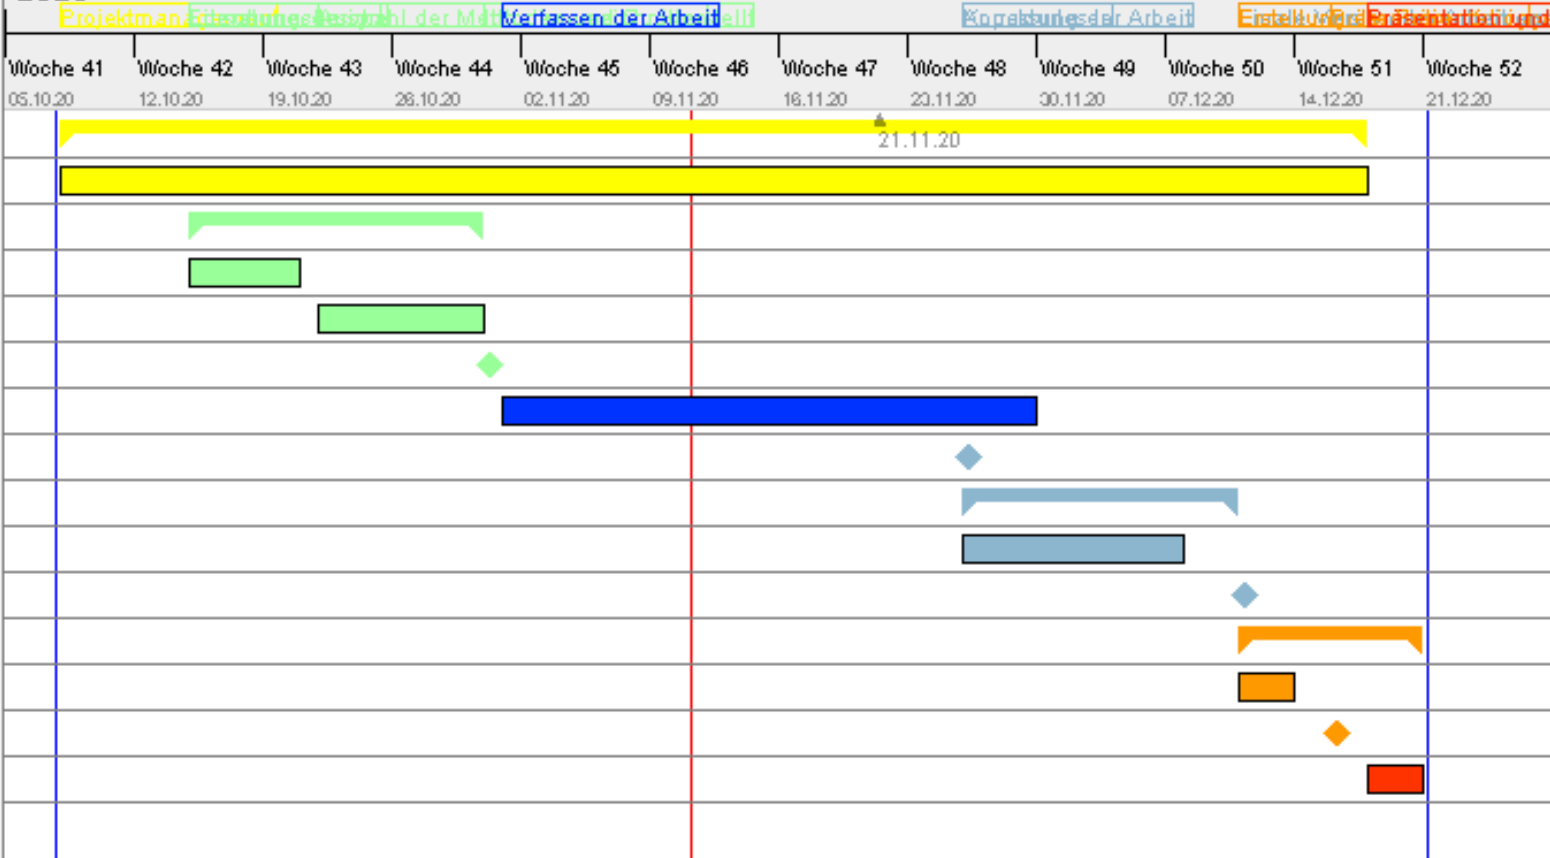 Verfassen der Arbeit
Woche 41 Woche 42 Woche 43 Woche 44 Woche 45 Woche 46 Woche 47 Woche 48 Woche 49 Woche 50 Woche 51 Woche 52
05.10.20 12.10.20 19.10.20 26.10.20 02.11.20 09.11.20 16.11.20 23.11.20 30.11.20 07.12.20 14.12.20 21.12.20
21.11.20